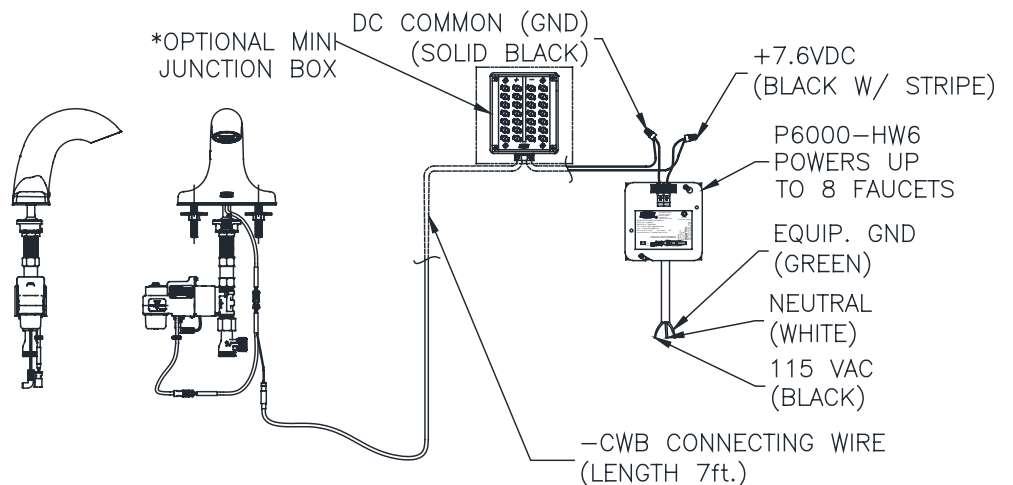 *OPTIONAL MINI
JUNCTION BOX
DC COMMON (GND)
(SOLID BLACK)
+7.6VDC
(BLACK W/ STRIPE)
P6000-HW6
POWERS UP
TO 8 FAUCETS
EQUIP. GND
(GREEN)
NEUTRAL
(WHITE)
115 VAC
(BLACK)
-CWB CONNECTING WIRE
(LENGTH 7ft.)